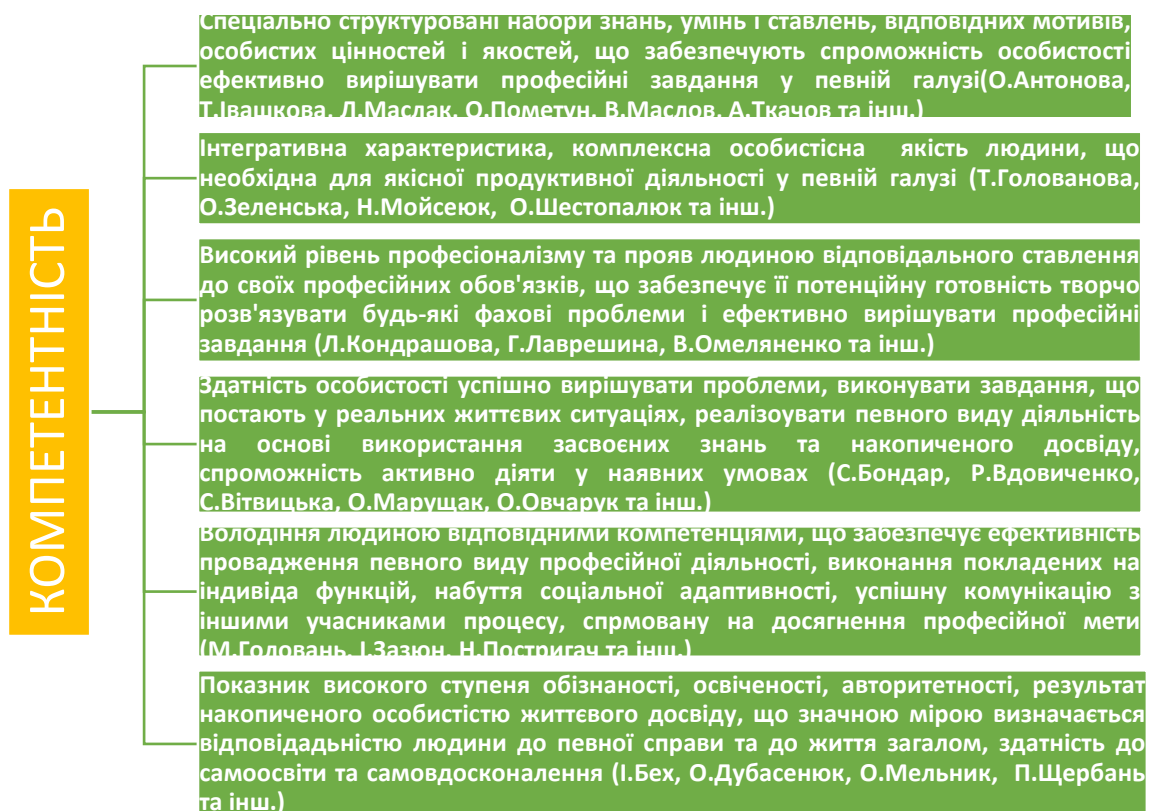 КОМПЕТЕНТНІСТЬ
Спеціально структуровані набори знань, умінь і ставлень, відповідних мотивів,
особистих цінностей і якостей, що забезпечують спроможність особистості
ефективно вирішувати професійні завдання у певній галузі(О.Антонова,
Т.Івашкова, Л.Маслак, О.Пометун, В.Маслов, А.Ткачов та інш.)
Інтегративна характеристика, комплексна особистісна якість людини, що
необхідна для якісної продуктивної діяльності у певній галузі (Т.Голованова,
О.Зеленська, Н.Мойсеюк, О.Шестопалюк та інш.)
Високий рівень професіоналізму та прояв людиною відповідального ставлення
до своїх професійних обов'язків, що забезпечує її потенційну готовність творчо
розв'язувати будь-які фахові проблеми і ефективно вирішувати професійні
завдання (Л.Кондрашова, Г.Лаврешина, В.Омеляненко та інш.)
Здатність особистості успішно вирішувати проблеми, виконувати завдання, що
постають у реальних життєвих ситуаціях, реалізоувати певного виду діяльність
на основі використання засвоєних знань та накопиченого досвіду,
спроможність активно діяти у наявних умовах (С.Бондар, Р.Вдовиченко,
С.Вітвицька, О.Марущак, О.Овчарук та інш.)
Володіння людиною відповідними компетенціями, що забезпечує ефективність
провадження певного виду професійної діяльності, виконання покладених на
індивіда функцій, набуття соціальної адаптивності, успішну комунікацію з
іншими учасниками процесу, спрмовану на досягнення професійної мети
(М.Головань, І.Зазюн, Н.Постригач та інш.)
Показник високого ступеня обізнаності, освіченості, авторитетності, результат
накопиченого особистістю життєвого досвіду, що значною мірою визначається
відповідадьністю людини до певної справи та до життя загалом, здатність до
самоосвіти та самовдосконалення (І.Бех, О.Дубасенюк, О.Мельник, П.Щербань
та інш.)